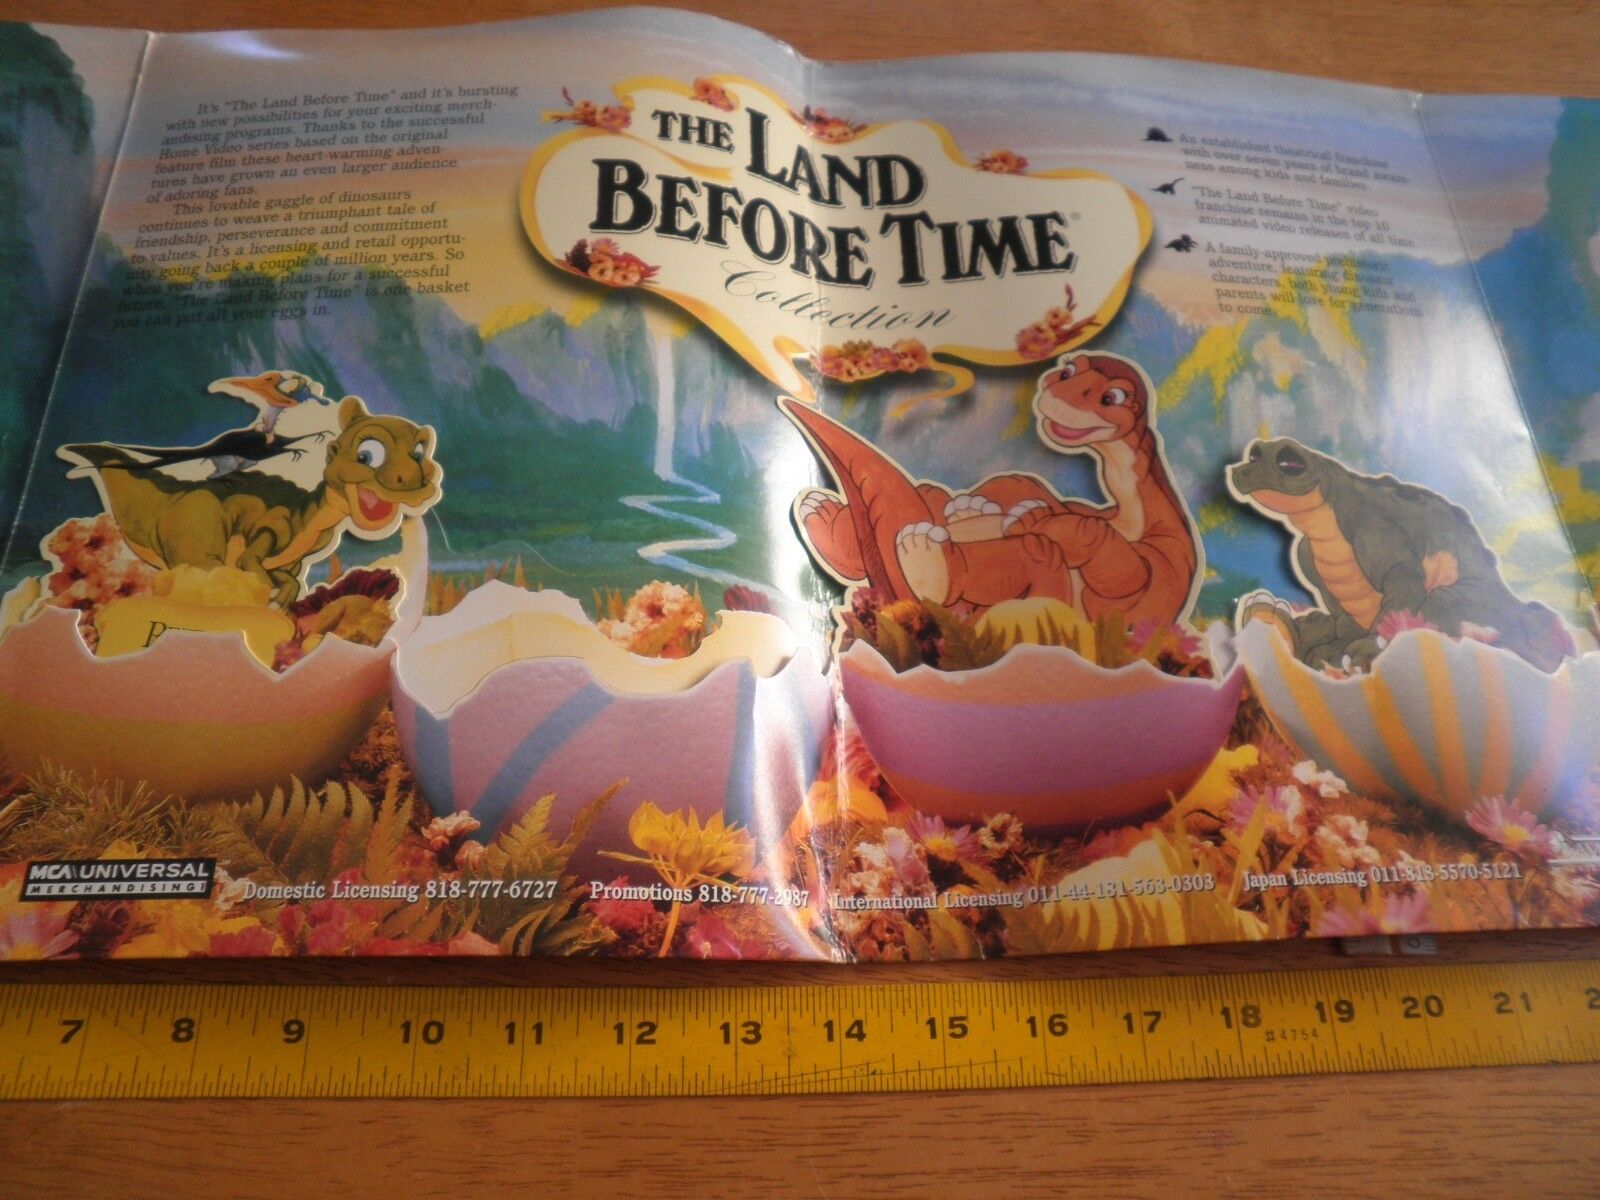 It's "The Land Before Time" and it's bursting
with new possibilities for your exciting merch-
andising programs. Thanks to the successful
Home Video series based on the original
feature film these heart-warming adven-
tures have grown an even larger audience
of adoring fans.
This lovable gaggle of dinosaurs
continues to weave a triumphant tale of
friendship, perseverance and commitment
to values. It's a licensing and retail opportu-
nity going back a couple of million years. So
when you're making plans for a successful
future, "The Land Before Time" is one basket
you can put all your eggs in.
THE LAND
BEFORE TIME®
Collection
An established theatrical franchise
with over seven years of brand aware
ness among kids and families.
"The Land Before Time" video
franchise remains in the top 10
animated video releases of all time
A family-approved prehistoric
adventure, featuring dinosaur
characters, both young kids and
parents will love for generations
to come.
MCA\UNIVERSAL
MERCHANDISING
Domestic Licensing 818-777-6727
Promotions 818-777-2987
International Licensing 011-44-181-563-0303
Japan Licensing 011-813-5570-5121
7 8 9 10 11 12 13 14 15 16 17 18 19 20 21
#4754